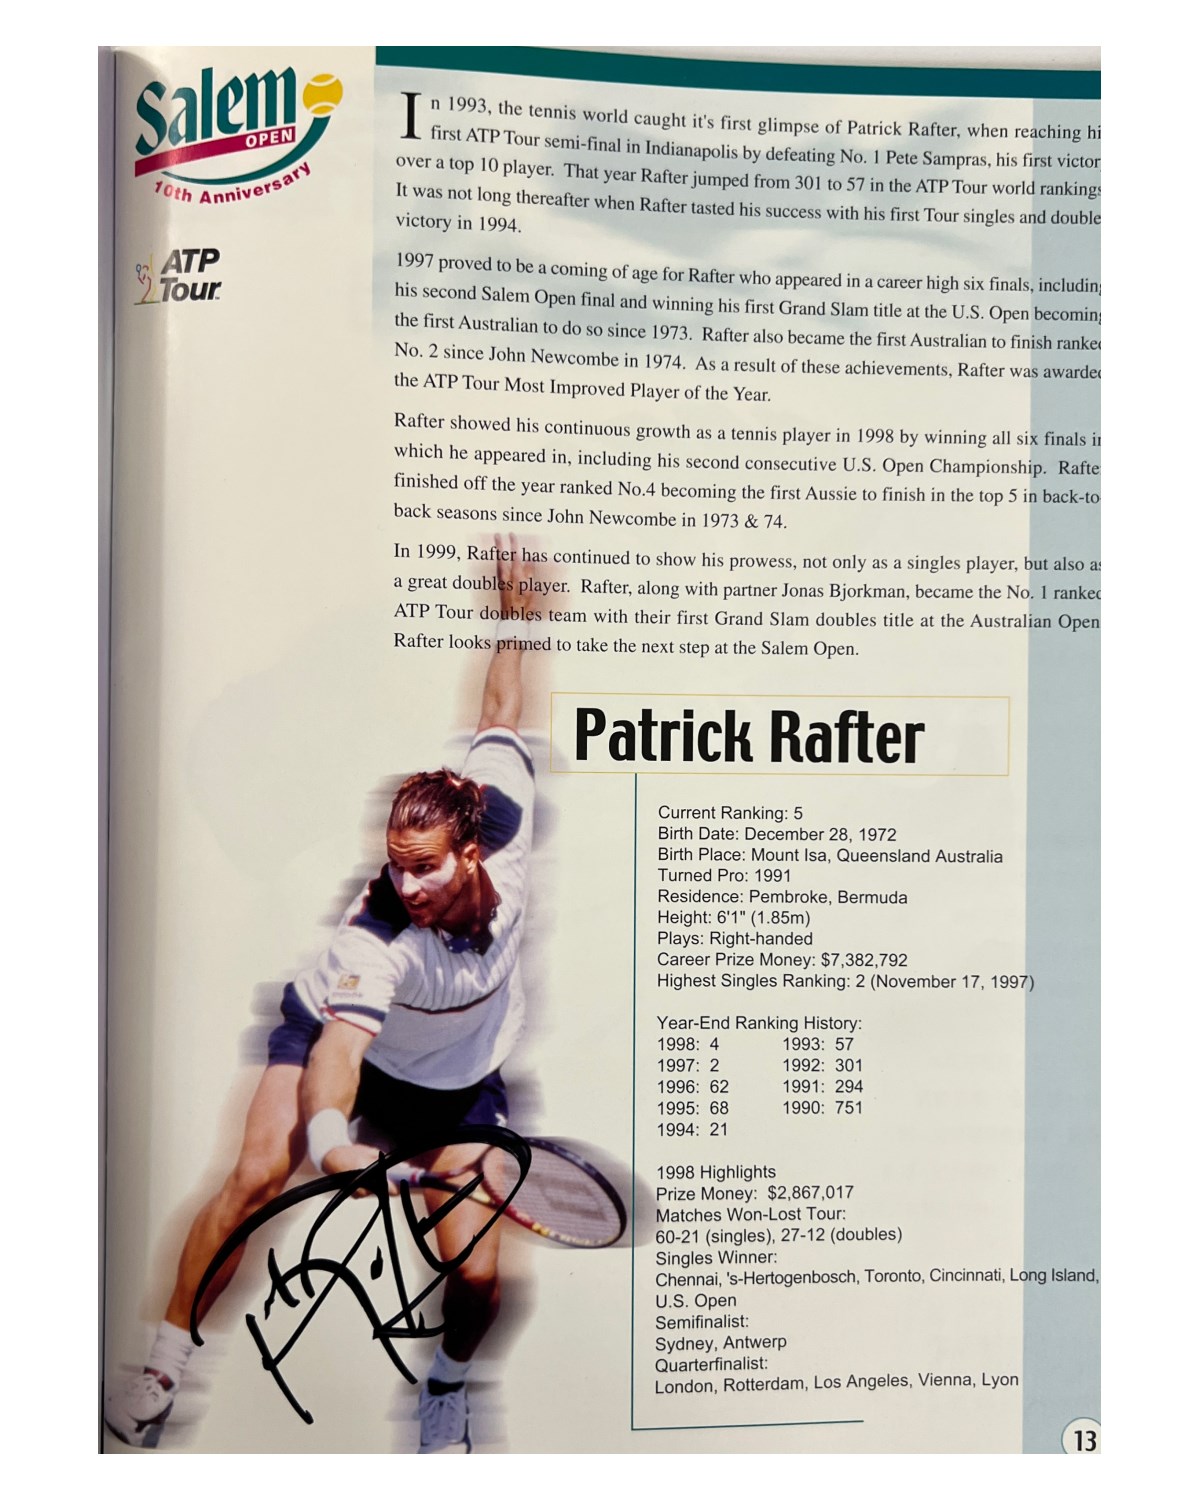 Salem
OPEN
10th Anniversary
ATP
Tour
In 1993, the tennis world caught it's first glimpse of Patrick Rafter, when reaching hi
first ATP Tour semi-final in Indianapolis by defeating No. 1 Pete Sampras, his first victor
over a top 10 player. That year Rafter jumped from 301 to 57 in the ATP Tour world rankings
It was not long thereafter when Rafter tasted his success with his first Tour singles and double
victory in 1994.
1997 proved to be a coming of age for Rafter who appeared in a career high six finals, including
his second Salem Open final and winning his first Grand Slam title at the U.S. Open becoming
the first Australian to do so since 1973. Rafter also became the first Australian to finish ranked
No. 2 since John Newcombe in 1974. As a result of these achievements, Rafter was awarded
the ATP Tour Most Improved Player of the Year.
Rafter showed his continuous growth as a tennis player in 1998 by winning all six finals in
which he appeared in, including his second consecutive U.S. Open Championship. Rafte
finished off the year ranked No.4 becoming the first Aussie to finish in the top 5 in back-to-
back seasons since John Newcombe in 1973 & 74.
In 1999, Rafter has continued to show his prowess, not only as a singles player, but also as
a great doubles player. Rafter, along with partner Jonas Bjorkman, became the No. 1 ranked
ATP Tour doubles team with their first Grand Slam doubles title at the Australian Open
Rafter looks primed to take the next step at the Salem Open.
Patrick Rafter
Current Ranking: 5
Birth Date: December 28, 1972
Birth Place: Mount Isa, Queensland Australia
Turned Pro: 1991
Residence: Pembroke, Bermuda
Height: 6'1" (1.85m)
Plays: Right-handed
Career Prize Money: $7,382,792
Highest Singles Ranking: 2 (November 17, 1997)
Year-End Ranking History:
1998: 4 1993: 57
1997: 2 1992: 301
1996: 62 1991: 294
1995: 68 1990: 751
1994: 21
1998 Highlights
Prize Money: $2,867,017
Matches Won-Lost Tour:
60-21 (singles), 27-12 (doubles)
Singles Winner:
Chennai, 's-Hertogenbosch, Toronto, Cincinnati, Long Island,
U.S. Open
Semifinalist:
Sydney, Antwerp
Quarterfinalist:
London, Rotterdam, Los Angeles, Vienna, Lyon
13